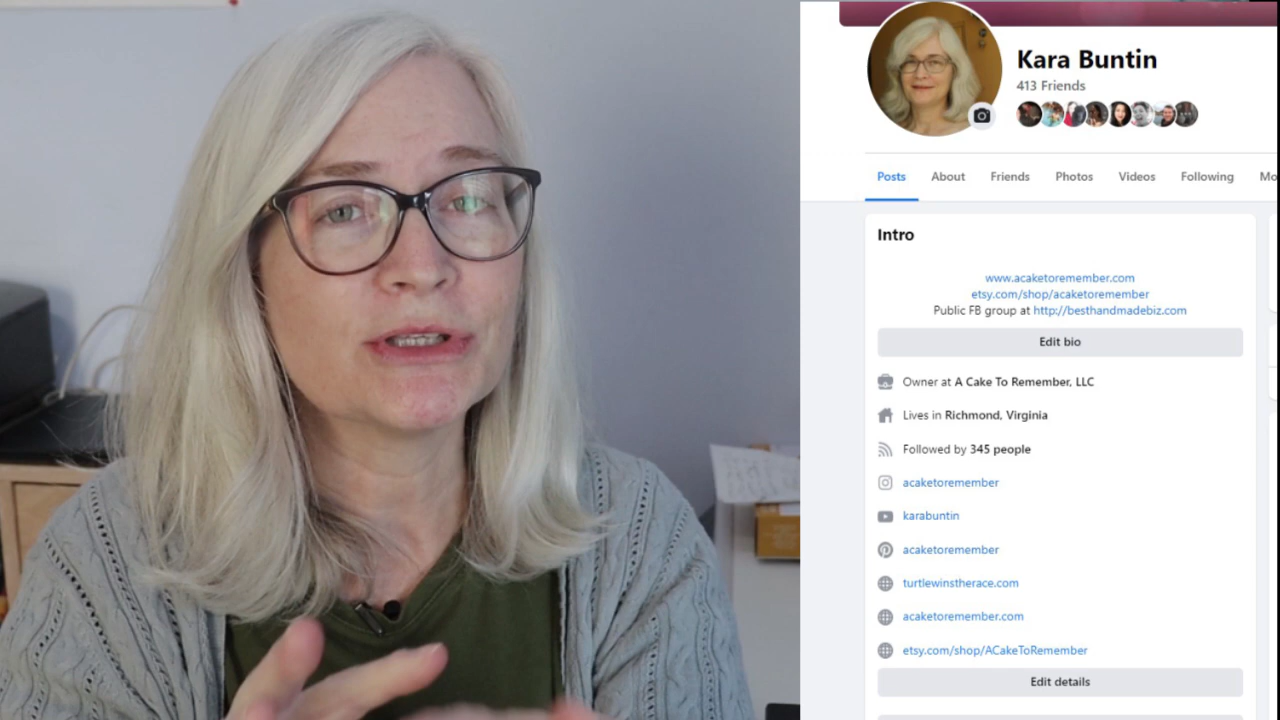 Kara Buntin
413 Friends
Posts About Friends Photos Videos Following Mo
Intro
www.acaketoremember.com
etsy.com/shop/acaketoremember
Public FB group at http://besthandmadebiz.com
Edit bio
Owner at A Cake To Remember, LLC
Lives in Richmond, Virginia
Followed by 345 people
acaketoremember
karabuntin
acaketoremember
turtlewinstherace.com
acaketoremember.com
etsy.com/shop/ACakeToRemember
Edit details